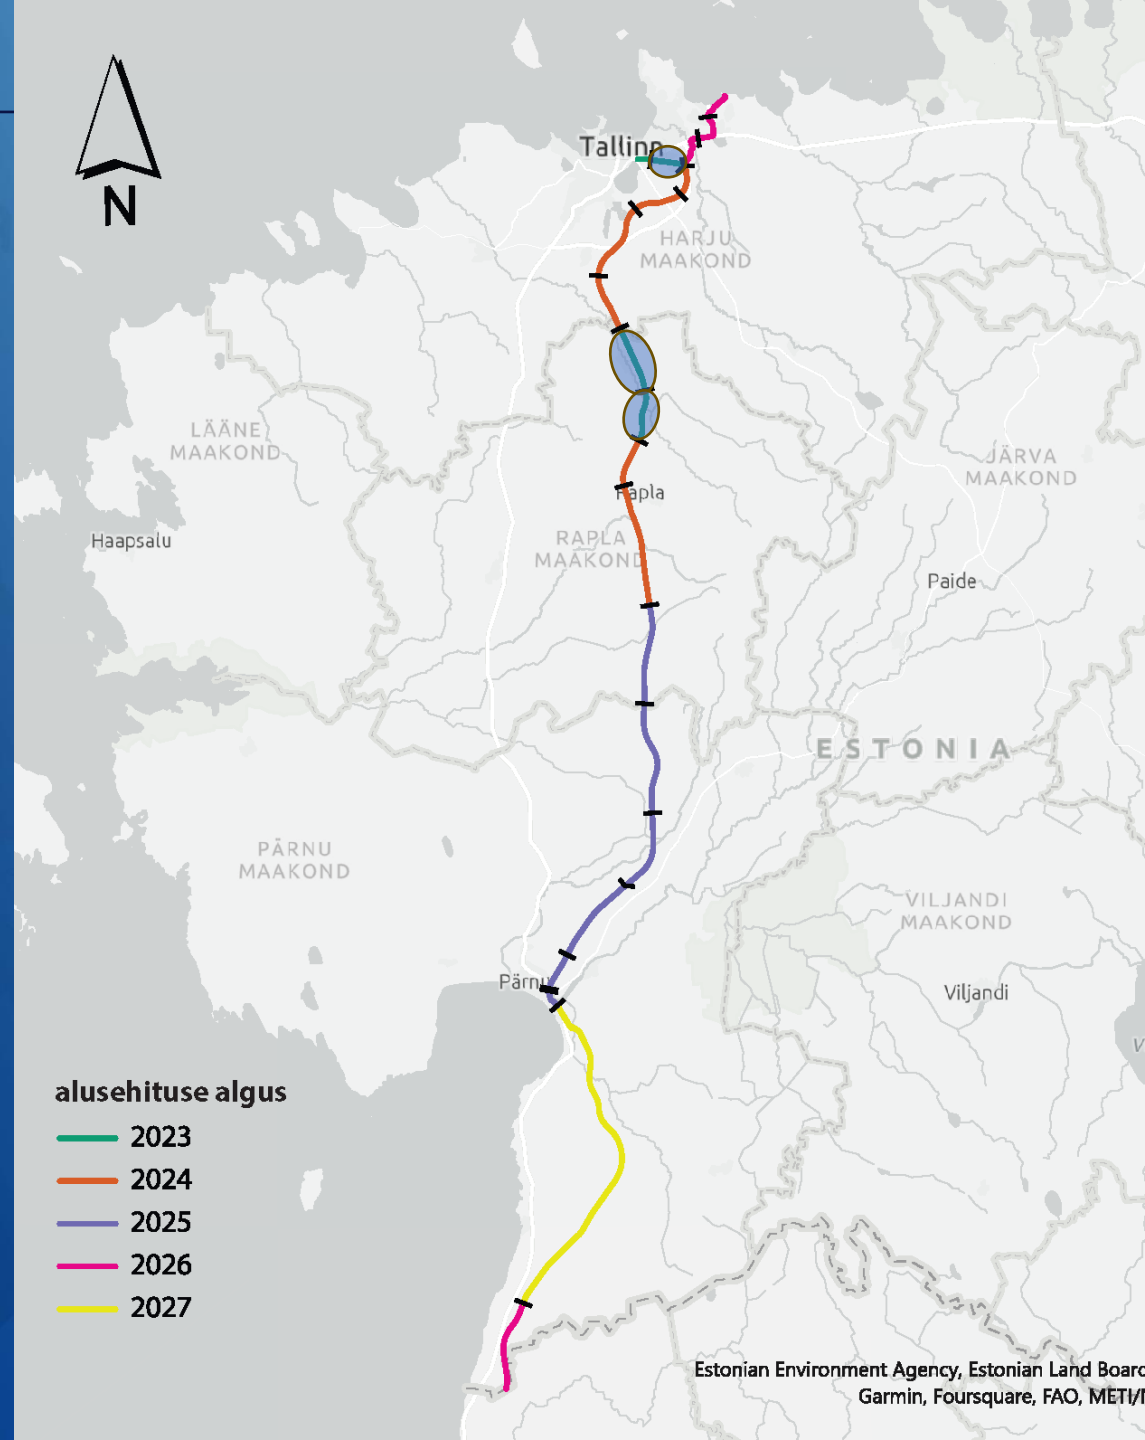 N
Tallinn
HARJU
MAAKOND
LÄÄNE
MAAKOND
JÄRVA
MAAKOND
Rapla
Haapsalu
RAPLA
MAAKOND
Paide
ESTONIA
PÄRNU
MAAKOND
VILJANDI
MAAKOND
Pärnu
Viljandi
V
alusehituse algus
2023
2024
2025
2026
2027
Estonian Environment Agency, Estonian Land Board
Garmin, Foursquare, FAO, METI/N